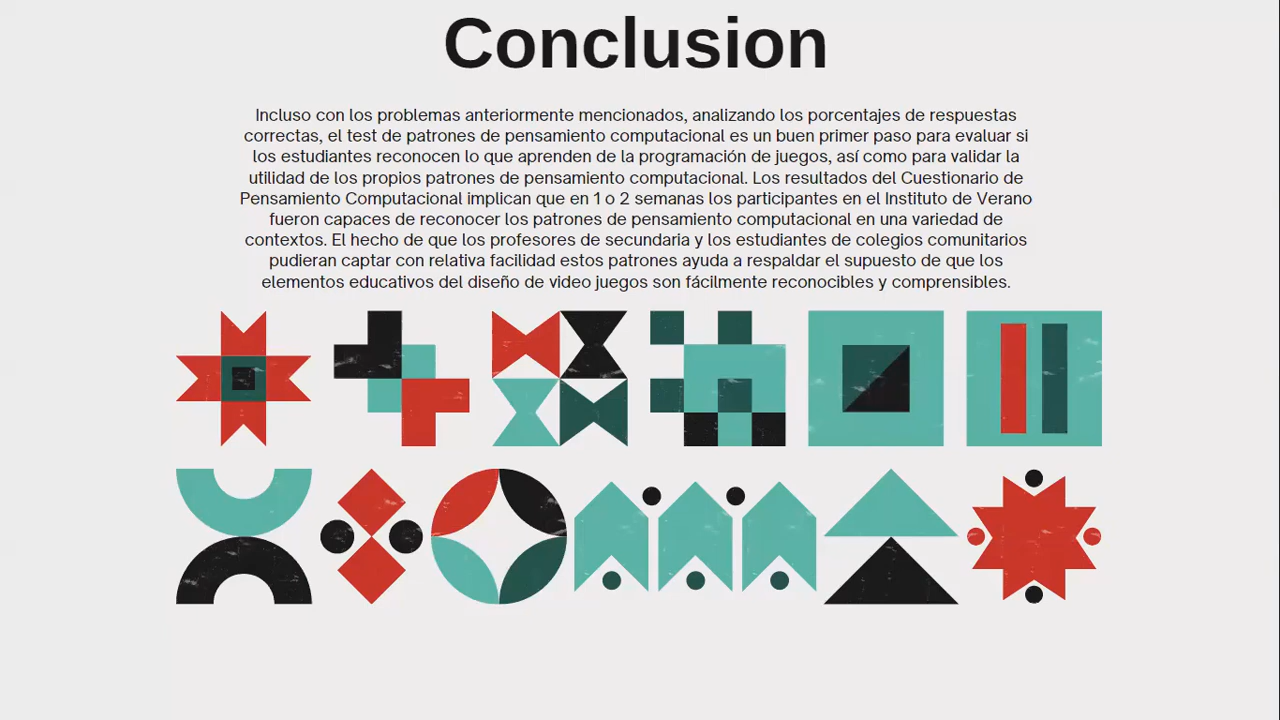 Conclusion
Incluso con los problemas anteriormente mencionados, analizando los porcentajes de respuestas
correctas, el test de patrones de pensamiento computacional es un buen primer paso para evaluar si
los estudiantes reconocen lo que aprenden de la programación de juegos, así como para validar la
utilidad de los propios patrones de pensamiento computacional. Los resultados del Cuestionario de
Pensamiento Computacional implican que en 1 o 2 semanas los participantes en el Instituto de Verano
fueron capaces de reconocer los patrones de pensamiento computacional en una variedad de
contextos. El hecho de que los profesores de secundaria y los estudiantes de colegios comunitarios
pudieran captar con relativa facilidad estos patrones ayuda a respaldar el supuesto de que los
elementos educativos del diseño de video juegos son fácilmente reconocibles y comprensibles.